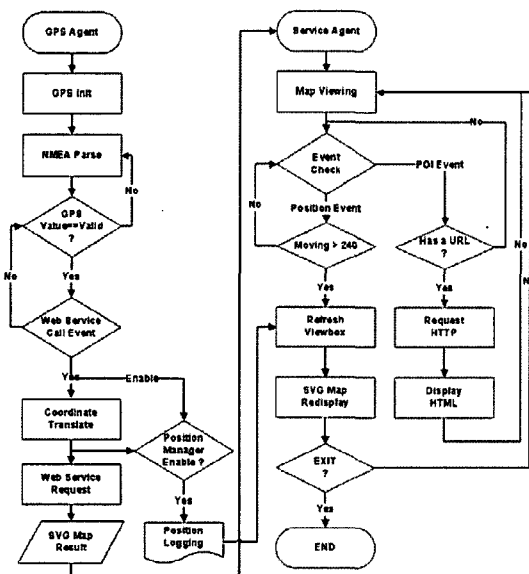 GPS Agent
GPS Init
NMEA Parse
No
GPS
Value==Valid
?
No
Yes
Web Service
Call Event
Yes
Enable
Coordinate
Translate
Position
Manager
Enable ?
Web Service
Request
Yes
SVG Map
Result
Position
Logging
Service Agent
Map Viewing
No
Event
Check
POI Event
No
Position Event
Moving > 240
Has a URL
?
No
No
Yes
Yes
Refresh
Viewbox
Request
HTTP
SVG Map
Redisplay
Display
HTML
EXIT
?
Yes
END